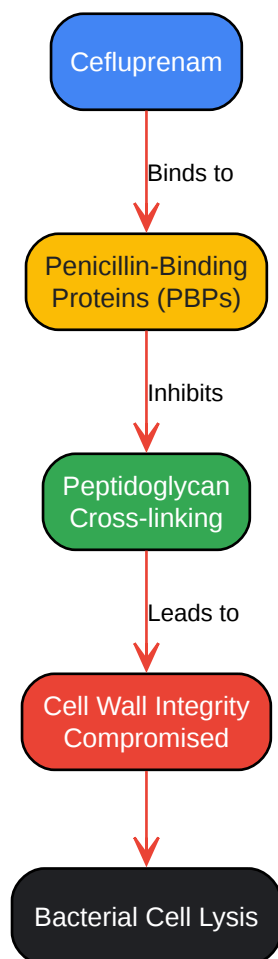 Cefluprenam
Binds to
Penicillin-Binding
Proteins (PBPs)
Inhibits
Peptidoglycan
Cross-linking
Leads to
Cell Wall Integrity
Compromised
Bacterial Cell Lysis